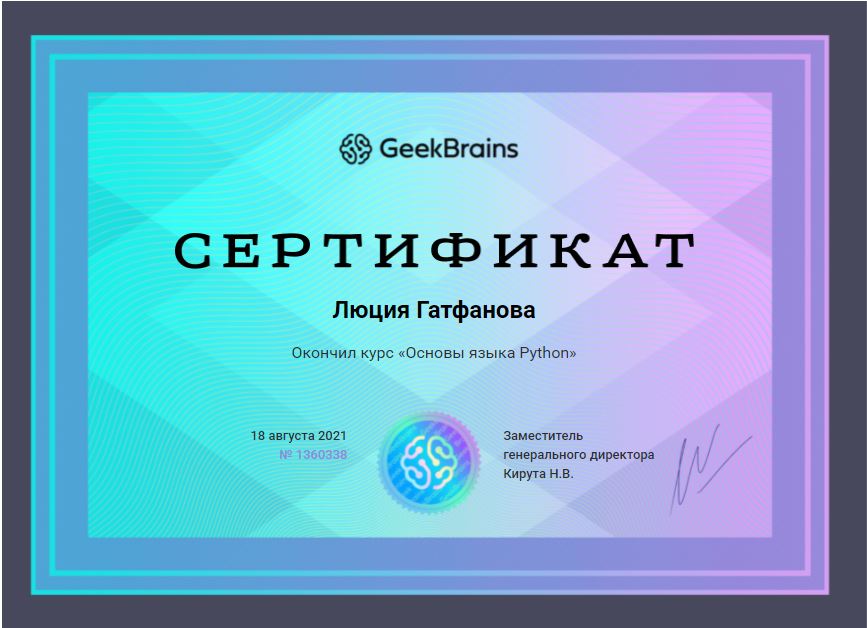 GeekBrains
СЕРТИФИКАТ
Люция Гатфанова
Окончил курс «Основы языка Python»
18 августа 2021
№ 1360338
Заместитель
генерального директора
Кирута Н.В.